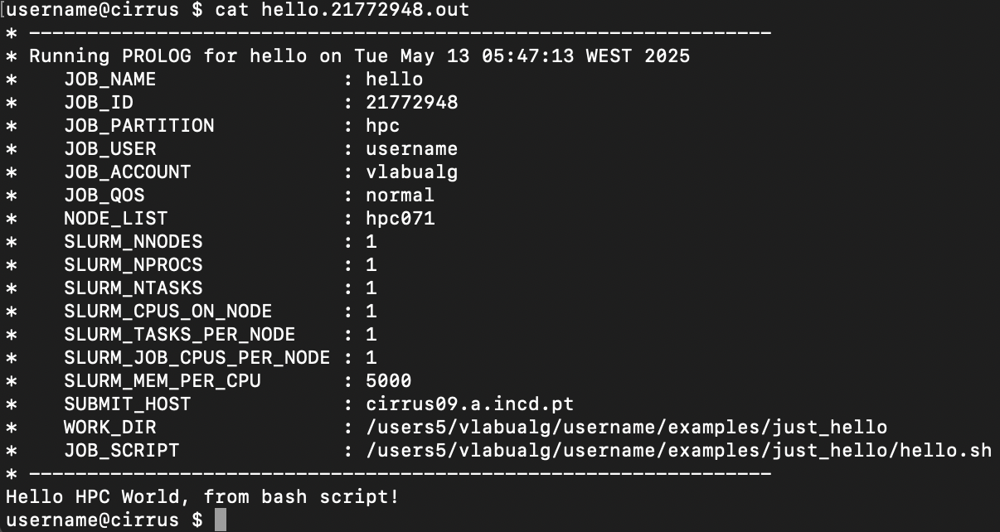 [username@cirrus $ cat hello.21772948.out
* ----------------------------------------------------------------
* Running PROLOG for hello on Tue May 13 05:47:13 WEST 2025
*    JOB_NAME                : hello
*    JOB_ID                  : 21772948
*    JOB_PARTITION           : hpc
*    JOB_USER                : username
*    JOB_ACCOUNT             : vlabualg
*    JOB_QOS                 : normal
*    NODE_LIST               : hpc071
*    SLURM_NNODES            : 1
*    SLURM_NPROCS            : 1
*    SLURM_NTASKS            : 1
*    SLURM_CPUS_ON_NODE      : 1
*    SLURM_TASKS_PER_NODE    : 1
*    SLURM_JOB_CPUS_PER_NODE : 1
*    SLURM_MEM_PER_CPU       : 5000
*    SUBMIT_HOST             : cirrus09.a.incd.pt
*    WORK_DIR                : /users5/vlabualg/username/examples/just_hello
*    JOB_SCRIPT              : /users5/vlabualg/username/examples/just_hello/hello.sh
* ----------------------------------------------------------------
Hello HPC World, from bash script!
username@cirrus $